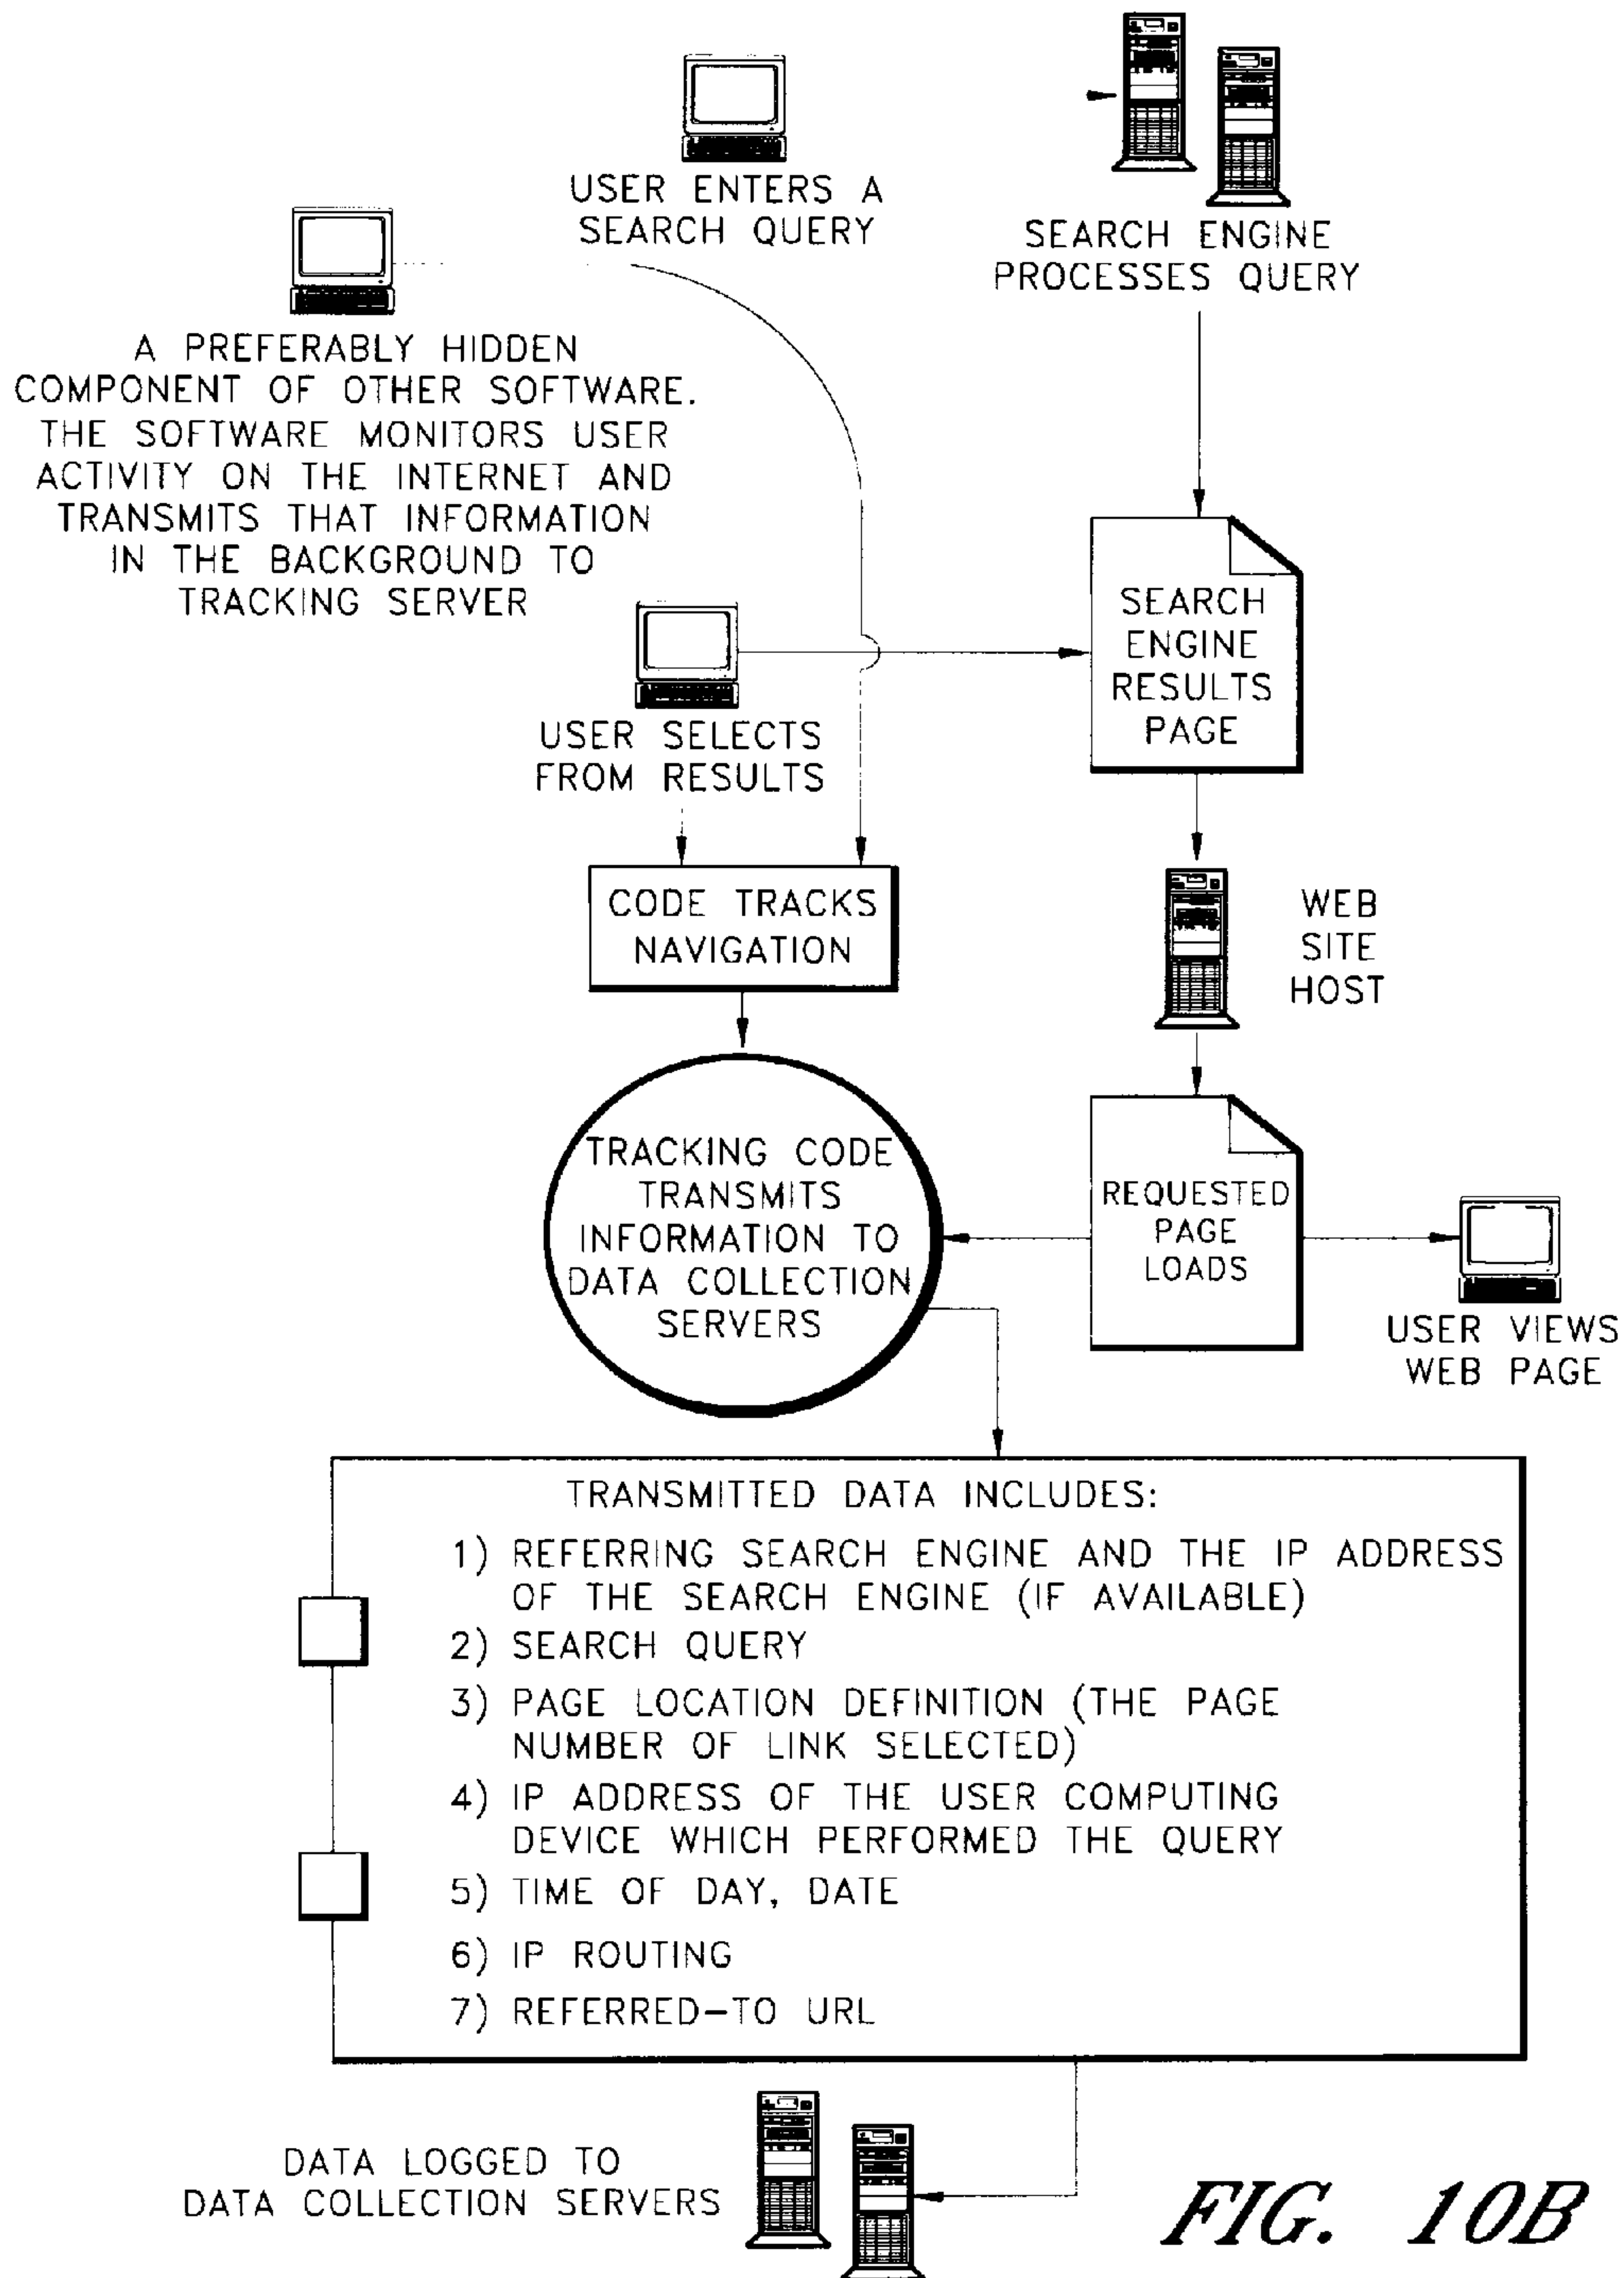 USER ENTERS A
SEARCH QUERY
SEARCH ENGINE
PROCESSES QUERY
A PREFERABLY HIDDEN
COMPONENT OF OTHER SOFTWARE.
THE SOFTWARE MONITORS USER
ACTIVITY ON THE INTERNET AND
TRANSMITS THAT INFORMATION
IN THE BACKGROUND TO
TRACKING SERVER
SEARCH
ENGINE
RESULTS
PAGE
USER SELECTS
FROM RESULTS
CODE TRACKS
NAVIGATION
WEB
SITE
HOST
TRACKING CODE
TRANSMITS
INFORMATION TO
DATA COLLECTION
SERVERS
REQUESTED
PAGE
LOADS
USER VIEWS
WEB PAGE
TRANSMITTED DATA INCLUDES:
1) REFERRING SEARCH ENGINE AND THE IP ADDRESS
OF THE SEARCH ENGINE (IF AVAILABLE)
2) SEARCH QUERY
3) PAGE LOCATION DEFINITION (THE PAGE
NUMBER OF LINK SELECTED)
4) IP ADDRESS OF THE USER COMPUTING
DEVICE WHICH PERFORMED THE QUERY
5) TIME OF DAY, DATE
6) IP ROUTING
7) REFERRED-TO URL
DATA LOGGED TO
DATA COLLECTION SERVERS
FIG. 10B